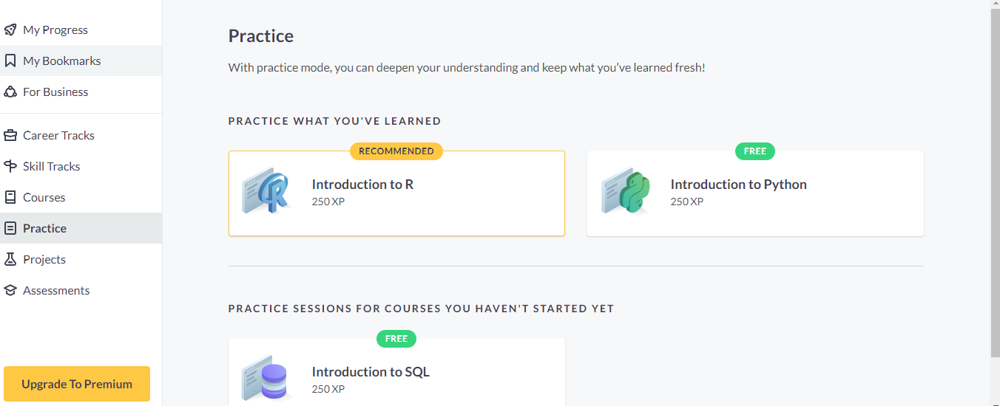 My Progress
My Bookmarks
For Business
Career Tracks
Skill Tracks
Courses
Practice
Projects
Assessments
Upgrade To Premium
Practice
With practice mode, you can deepen your understanding and keep what you’ve learned fresh!
PRACTICE WHAT YOU'VE LEARNED
RECOMMENDED
Introduction to R
250 XP
FREE
Introduction to Python
250 XP
PRACTICE SESSIONS FOR COURSES YOU HAVEN'T STARTED YET
FREE
Introduction to SQL
250 XP